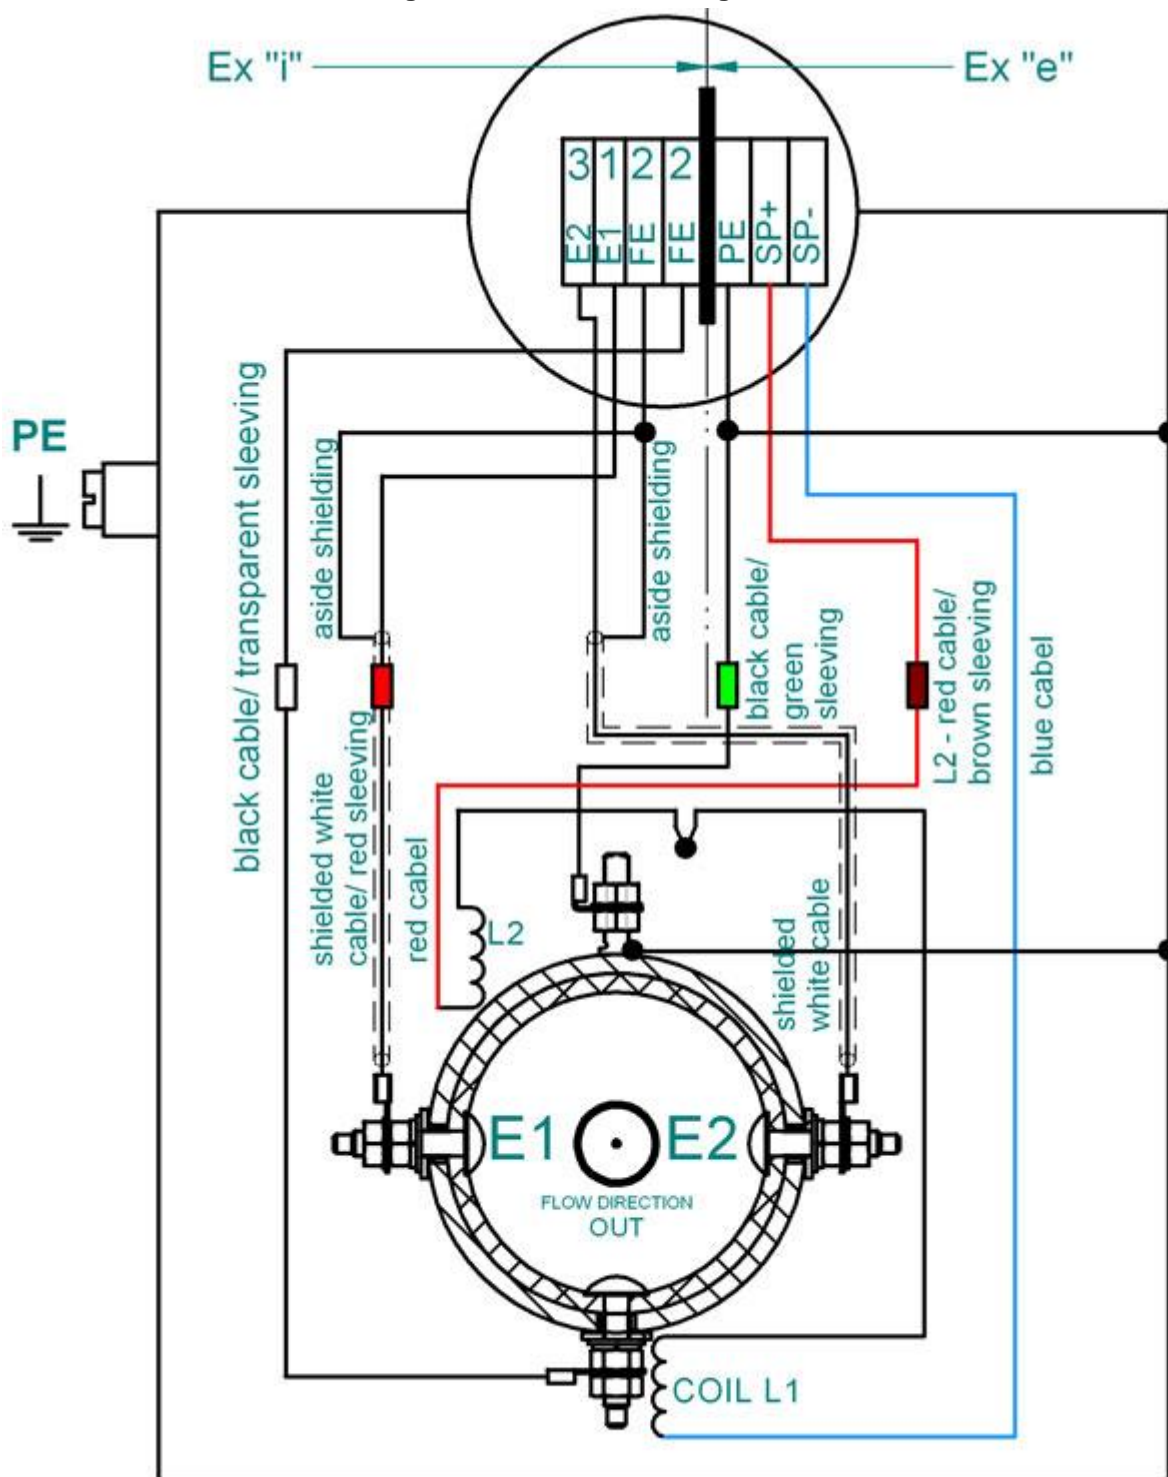 Ex "i"
Ex "e"
3 1 2 2
E2 E1 FE FE PE SP+ SP-
PE
black cable/ transparent sleeving
aside shielding
aside shielding
black cable/
green
sleeving
L2 - red cable/
brown sleeving
blue cabel
shielded white
cable/ red sleeving
red cabel
L2
shielded
white cable
E1
E2
FLOW DIRECTION
OUT
COIL L1